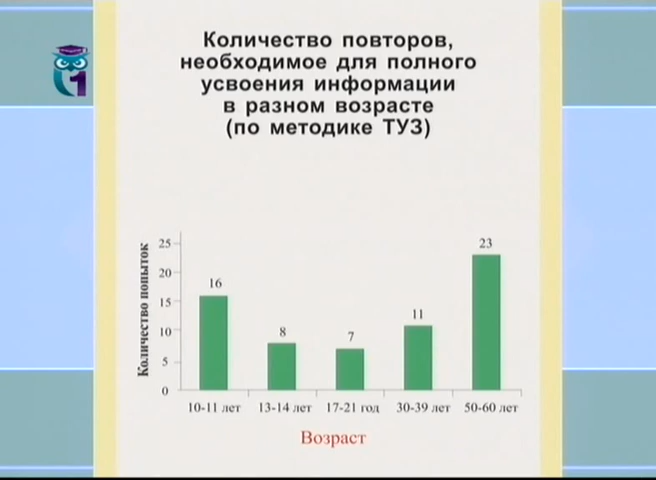 Количество повторов,
необходимое для полного
усвоения информации
в разном возрасте
(по методике ТУЗ)
1
Количество попыток
25
20
15
10
5
0
16
8
7
11
23
10-11 лет
13-14 лет
17-21 год
30-39 лет
50-60 лет
Возраст